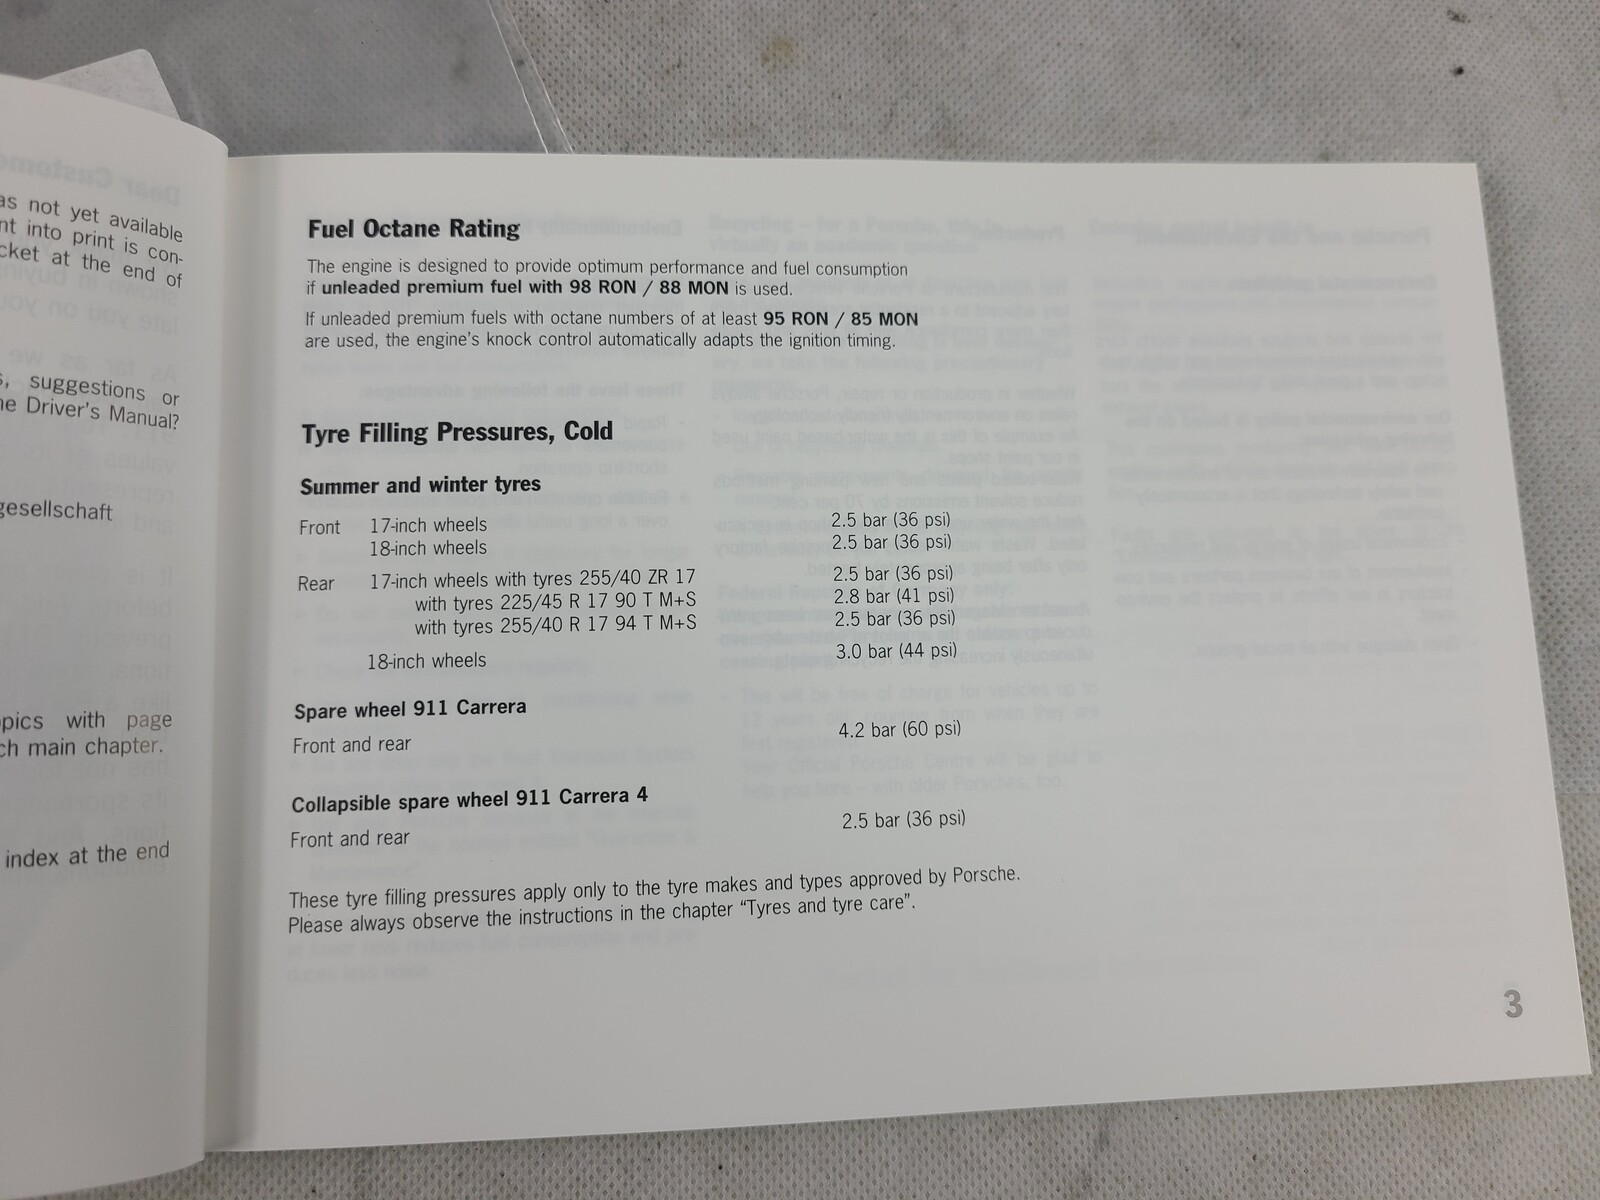 as not yet available
nt into print is con-
cket at the end of
s, suggestions or
ne Driver's Manual?
gesellschaft
pics with page
ch main chapter.
index at the end
Fuel Octane Rating
The engine is designed to provide optimum performance and fuel consumption
if unleaded premium fuel with 98 RON / 88 MON is used.
If unleaded premium fuels with octane numbers of at least 95 RON / 85 MON
are used, the engine's knock control automatically adapts the ignition timing.
Tyre Filling Pressures, Cold
Summer and winter tyres
Front 17-inch wheels 2.5 bar (36 psi)
18-inch wheels 2.5 bar (36 psi)
Rear 17-inch wheels with tyres 255/40 ZR 17 2.5 bar (36 psi)
with tyres 225/45 R 17 90 T M+S 2.8 bar (41 psi)
with tyres 255/40 R 17 94 T M+S 2.5 bar (36 psi)
18-inch wheels 3.0 bar (44 psi)
Spare wheel 911 Carrera
Front and rear 4.2 bar (60 psi)
Collapsible spare wheel 911 Carrera 4
Front and rear 2.5 bar (36 psi)
These tyre filling pressures apply only to the tyre makes and types approved by Porsche.
Please always observe the instructions in the chapter "Tyres and tyre care".
3